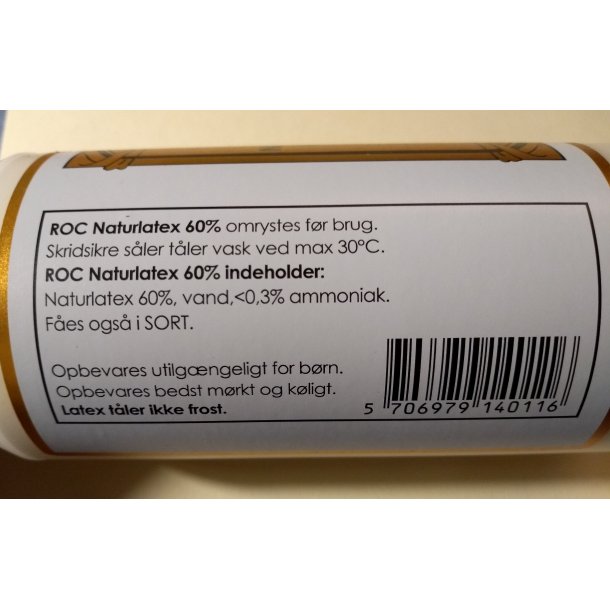 ROC Naturlatex 60% omrystes før brug.
Skridsikre såler tåler vask ved max 30°C.
ROC Naturlatex 60% indeholder:
Naturlatex 60%, vand,<0,3% ammoniak.
Fåes også i SORT.
Opbevares utilgængeligt for børn.
Opbevares bedst mørkt og køligt.
Latex tåler ikke frost.
5 706979 140116